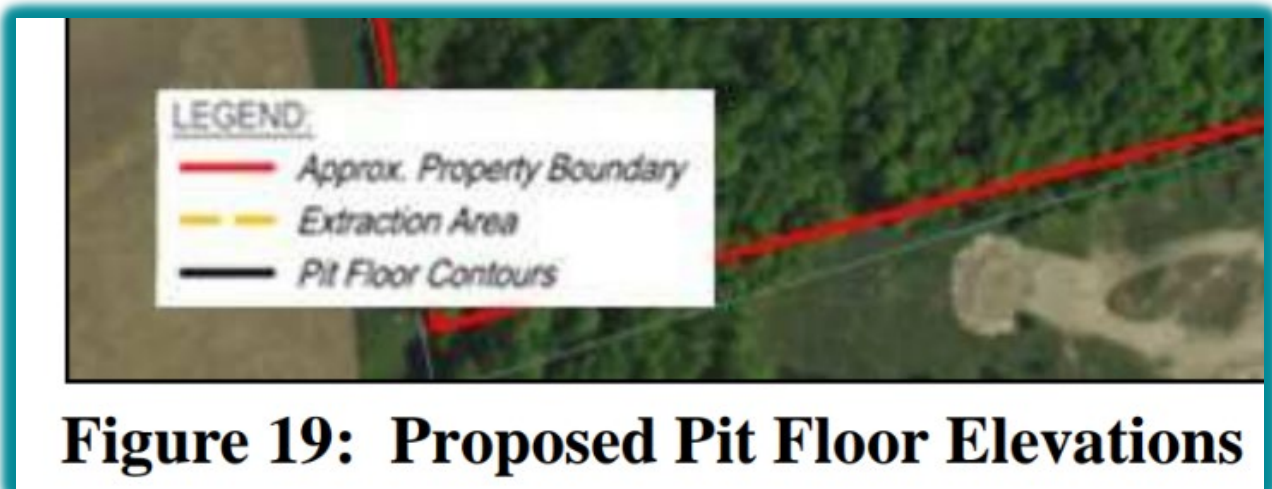 LEGEND:
Approx. Property Boundary
Extraction Area
Pit Floor Contours
Figure 19: Proposed Pit Floor Elevations